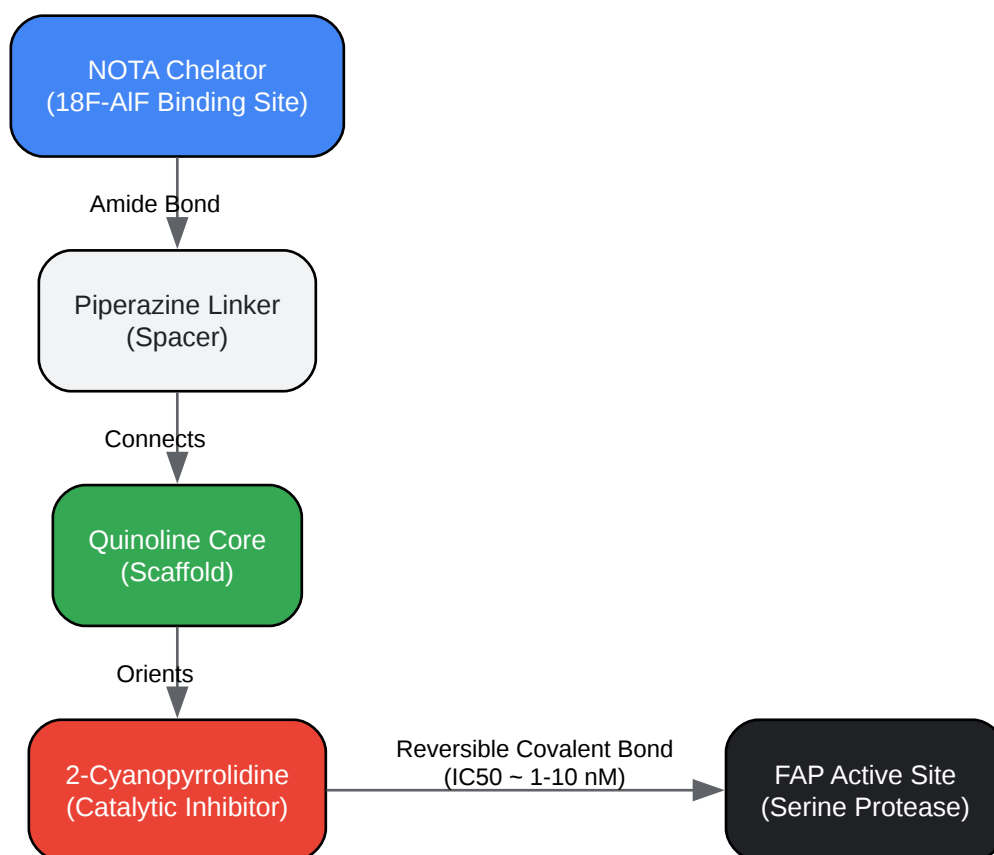 NOTA Chelator
(18F-AlF Binding Site)
Amide Bond
Piperazine Linker
(Spacer)
Connects
Quinoline Core
(Scaffold)
Orients
2-Cyanopyrrolidine
(Catalytic Inhibitor)
Reversible Covalent Bond
(IC50 ~ 1-10 nM)
FAP Active Site
(Serine Protease)